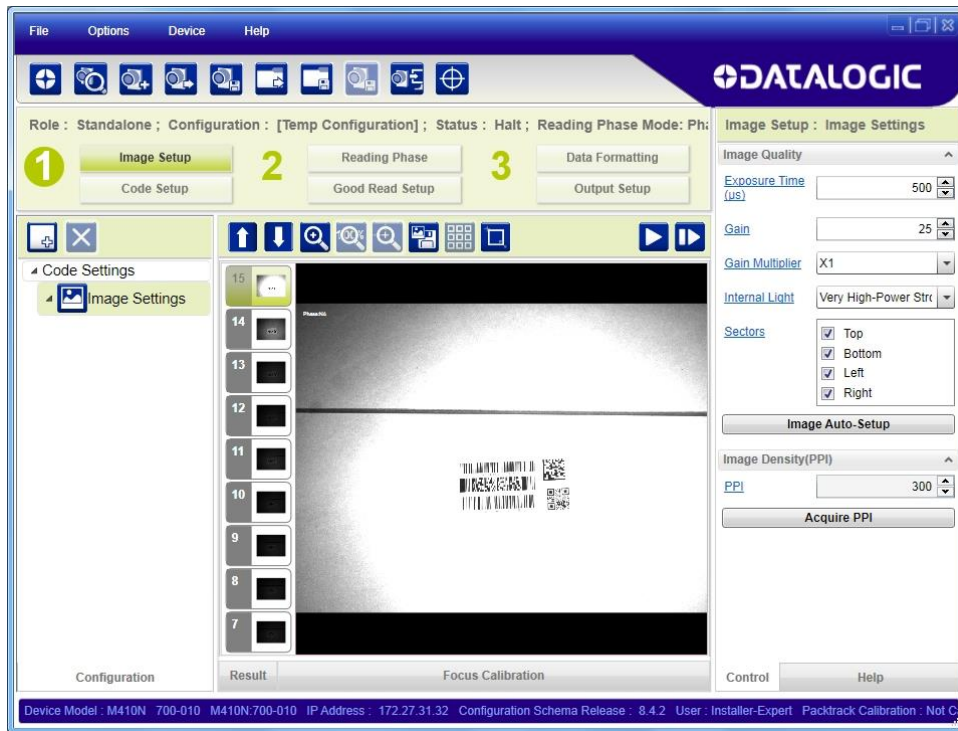 File Options Device Help
DATALOGIC
Role : Standalone ; Configuration : [Temp Configuration] ; Status : Halt ; Reading Phase Mode: Pha
1 Image Setup 2 Reading Phase 3 Data Formatting
Code Setup Good Read Setup Output Setup
Image Setup : Image Settings
Image Quality
Exposure Time (µs) 500
Gain 25
Gain Multiplier X1
Internal Light Very High-Power Strc
Sectors Top
Bottom
Left
Right
Image Auto-Setup
Image Density(PPI)
PPI 300
Acquire PPI
Code Settings
Image Settings
100%
15
14
13
12
11
10
9
8
7
Configuration
Result Focus Calibration
Control Help
Device Model : M410N 700-010 M410N:700-010 IP Address : 172.27.31.32 Configuration Schema Release : 8.4.2 User : Installer-Expert Packtrack Calibration : Not C